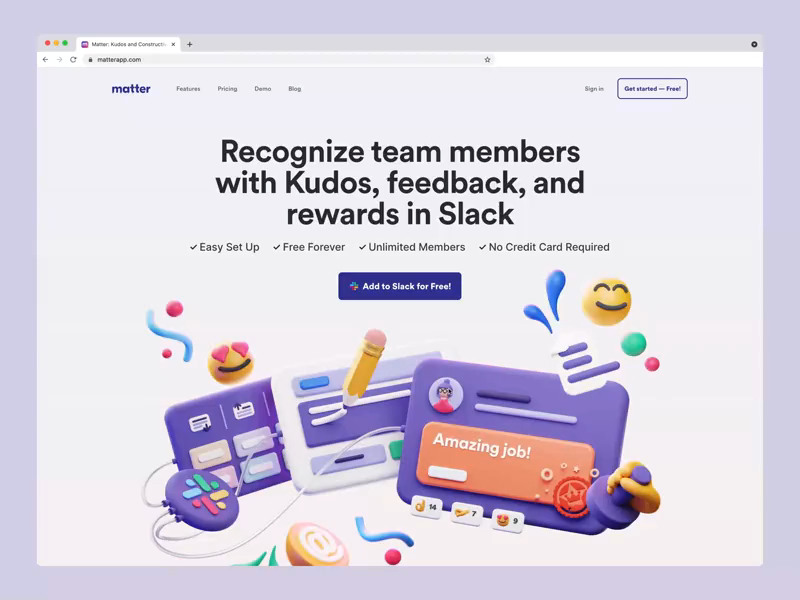 Matter: Kudos and Constructiv
matterapp.com
matter
Features
Pricing
Demo
Blog
Sign in
Get started — Free!
Recognize team members
with Kudos, feedback, and
rewards in Slack
✓ Easy Set Up
✓ Free Forever
✓ Unlimited Members
✓ No Credit Card Required
Add to Slack for Free!
Amazing job!
14
7
9